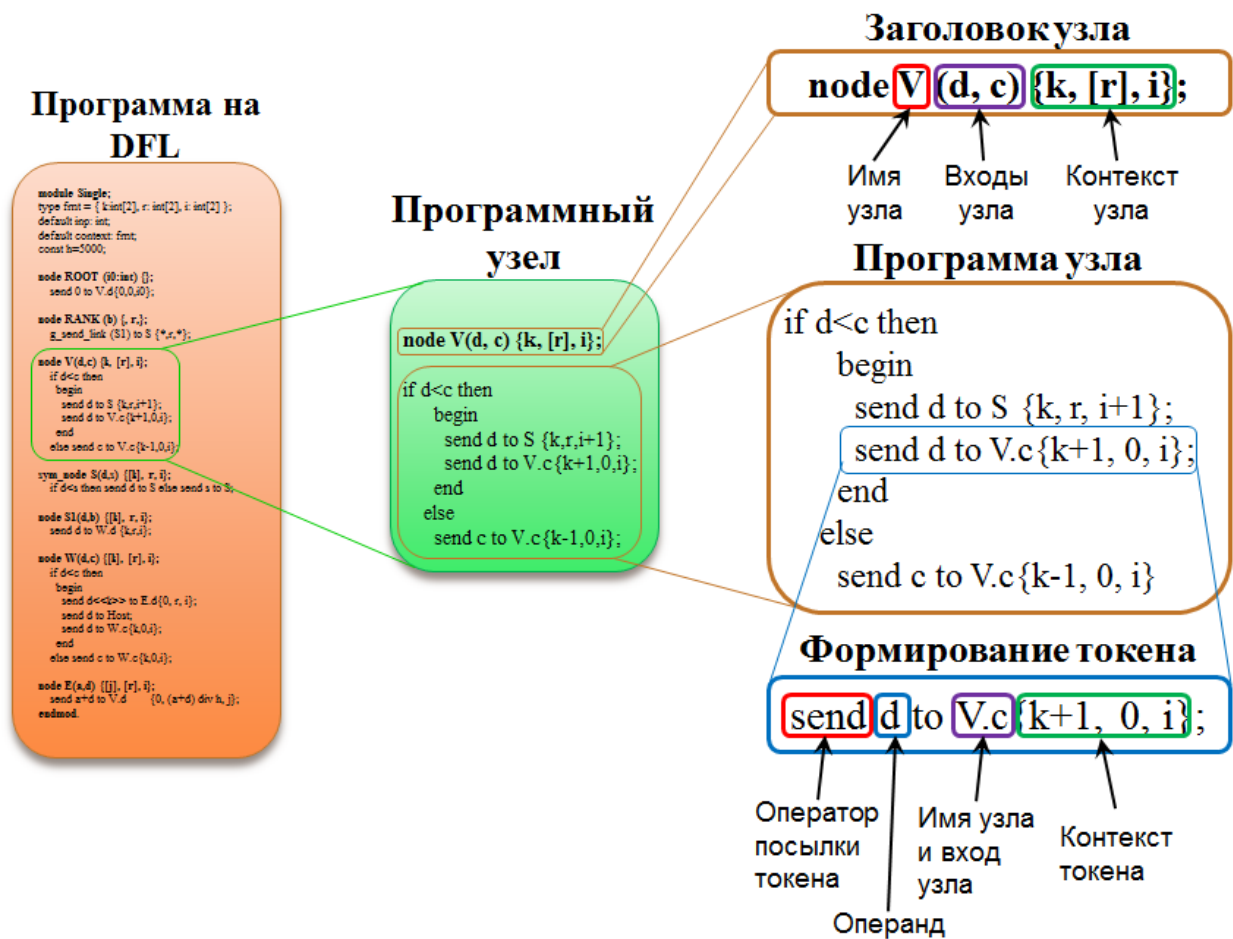 Программа на
DFL
module Single;
type fmt = { k:int[2], r: int[2], i: int[2] };
default inp: int;
default context: fmt;
const h=5000;
node ROOT (i0:int) {};
send 0 to V.d{0,0,i0};
node RANK (b) {, r,};
g_send_link (S1) to S {*,r,*};
node V(d,c) {k, [r], i};
if d<c then
begin
send d to S {k,r,i+1};
send d to V.c{k+1,0,i};
end
else send c to V.c{k-1,0,i};
sym_node S(d,s) {[k], r, i};
if d<s then send d to S else send s to S;
node S1(d,b) {[k], r, i};
send d to W.d {k,r,i};
node W(d,c) {[k], [r], i};
if d<c then
begin
send d<<k>> to E.d{0, r, i};
send d to Host;
send d to W.c{k,0,i};
end
else send c to W.c{k,0,i};
node E(a,d) {[j], [r], i};
send a+d to V.d {0, (a+d) div h, j};
endmod.
Программный
узел
node V(d, c) {k, [r], i};
if d<c then
begin
send d to S {k,r,i+1};
send d to V.c{k+1,0,i};
end
else
send c to V.c{k-1,0,i};
Заголовок узла
node V (d, c) {k, [r], i};
Имя
узла
Входы
узла
Контекст
узла
Программа узла
if d<c then
begin
send d to S {k, r, i+1};
send d to V.c{k+1, 0, i};
end
else
send c to V.c{k-1, 0, i}
Формирование токена
send d to V.c{k+1, 0, i};
Оператор
посылки
токена
Операнд
Имя узла
и вход
узла
Контекст
токена